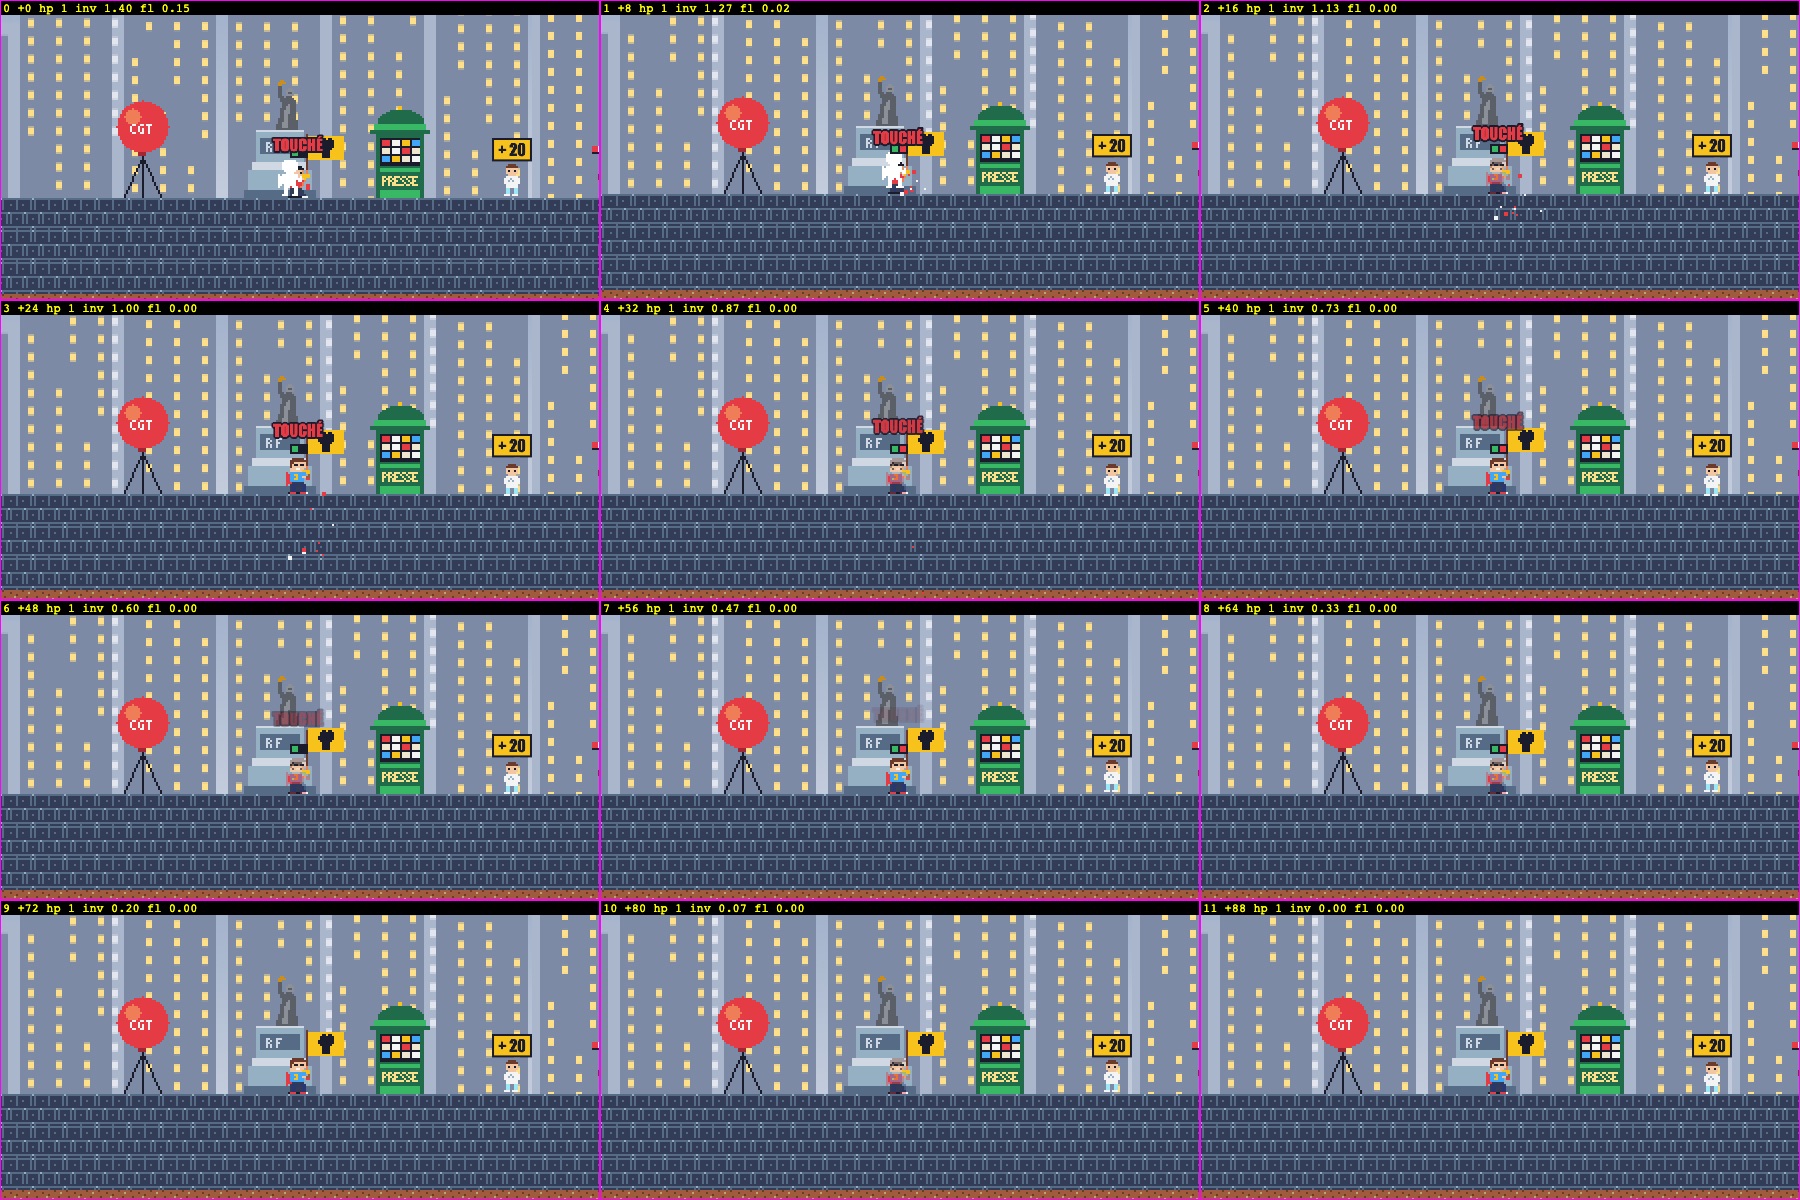 0 +0 hp 1 inv 1.40 fl 0.15
CGT
TOUCHÉ
R
PRESSE
+20
1 +8 hp 1 inv 1.27 fl 0.02
CGT
TOUCHÉ
RF
PRESSE
+20
2 +16 hp 1 inv 1.13 fl 0.00
CGT
TOUCHÉ
RF
PRESSE
+20
3 +24 hp 1 inv 1.00 fl 0.00
CGT
TOUCHÉ
RF
PRESSE
+20
4 +32 hp 1 inv 0.87 fl 0.00
CGT
TOUCHÉ
RF
PRESSE
+20
5 +40 hp 1 inv 0.73 fl 0.00
CGT
TOUCHÉ
RF
PRESSE
+20
6 +48 hp 1 inv 0.60 fl 0.00
CGT
TOUCHÉ
RF
PRESSE
+20
7 +56 hp 1 inv 0.47 fl 0.00
CGT
RF
PRESSE
+20
8 +64 hp 1 inv 0.33 fl 0.00
CGT
RF
PRESSE
+20
9 +72 hp 1 inv 0.20 fl 0.00
CGT
RF
PRESSE
+20
10 +80 hp 1 inv 0.07 fl 0.00
CGT
RF
PRESSE
+20
11 +88 hp 1 inv 0.00 fl 0.00
CGT
RF
PRESSE
+20